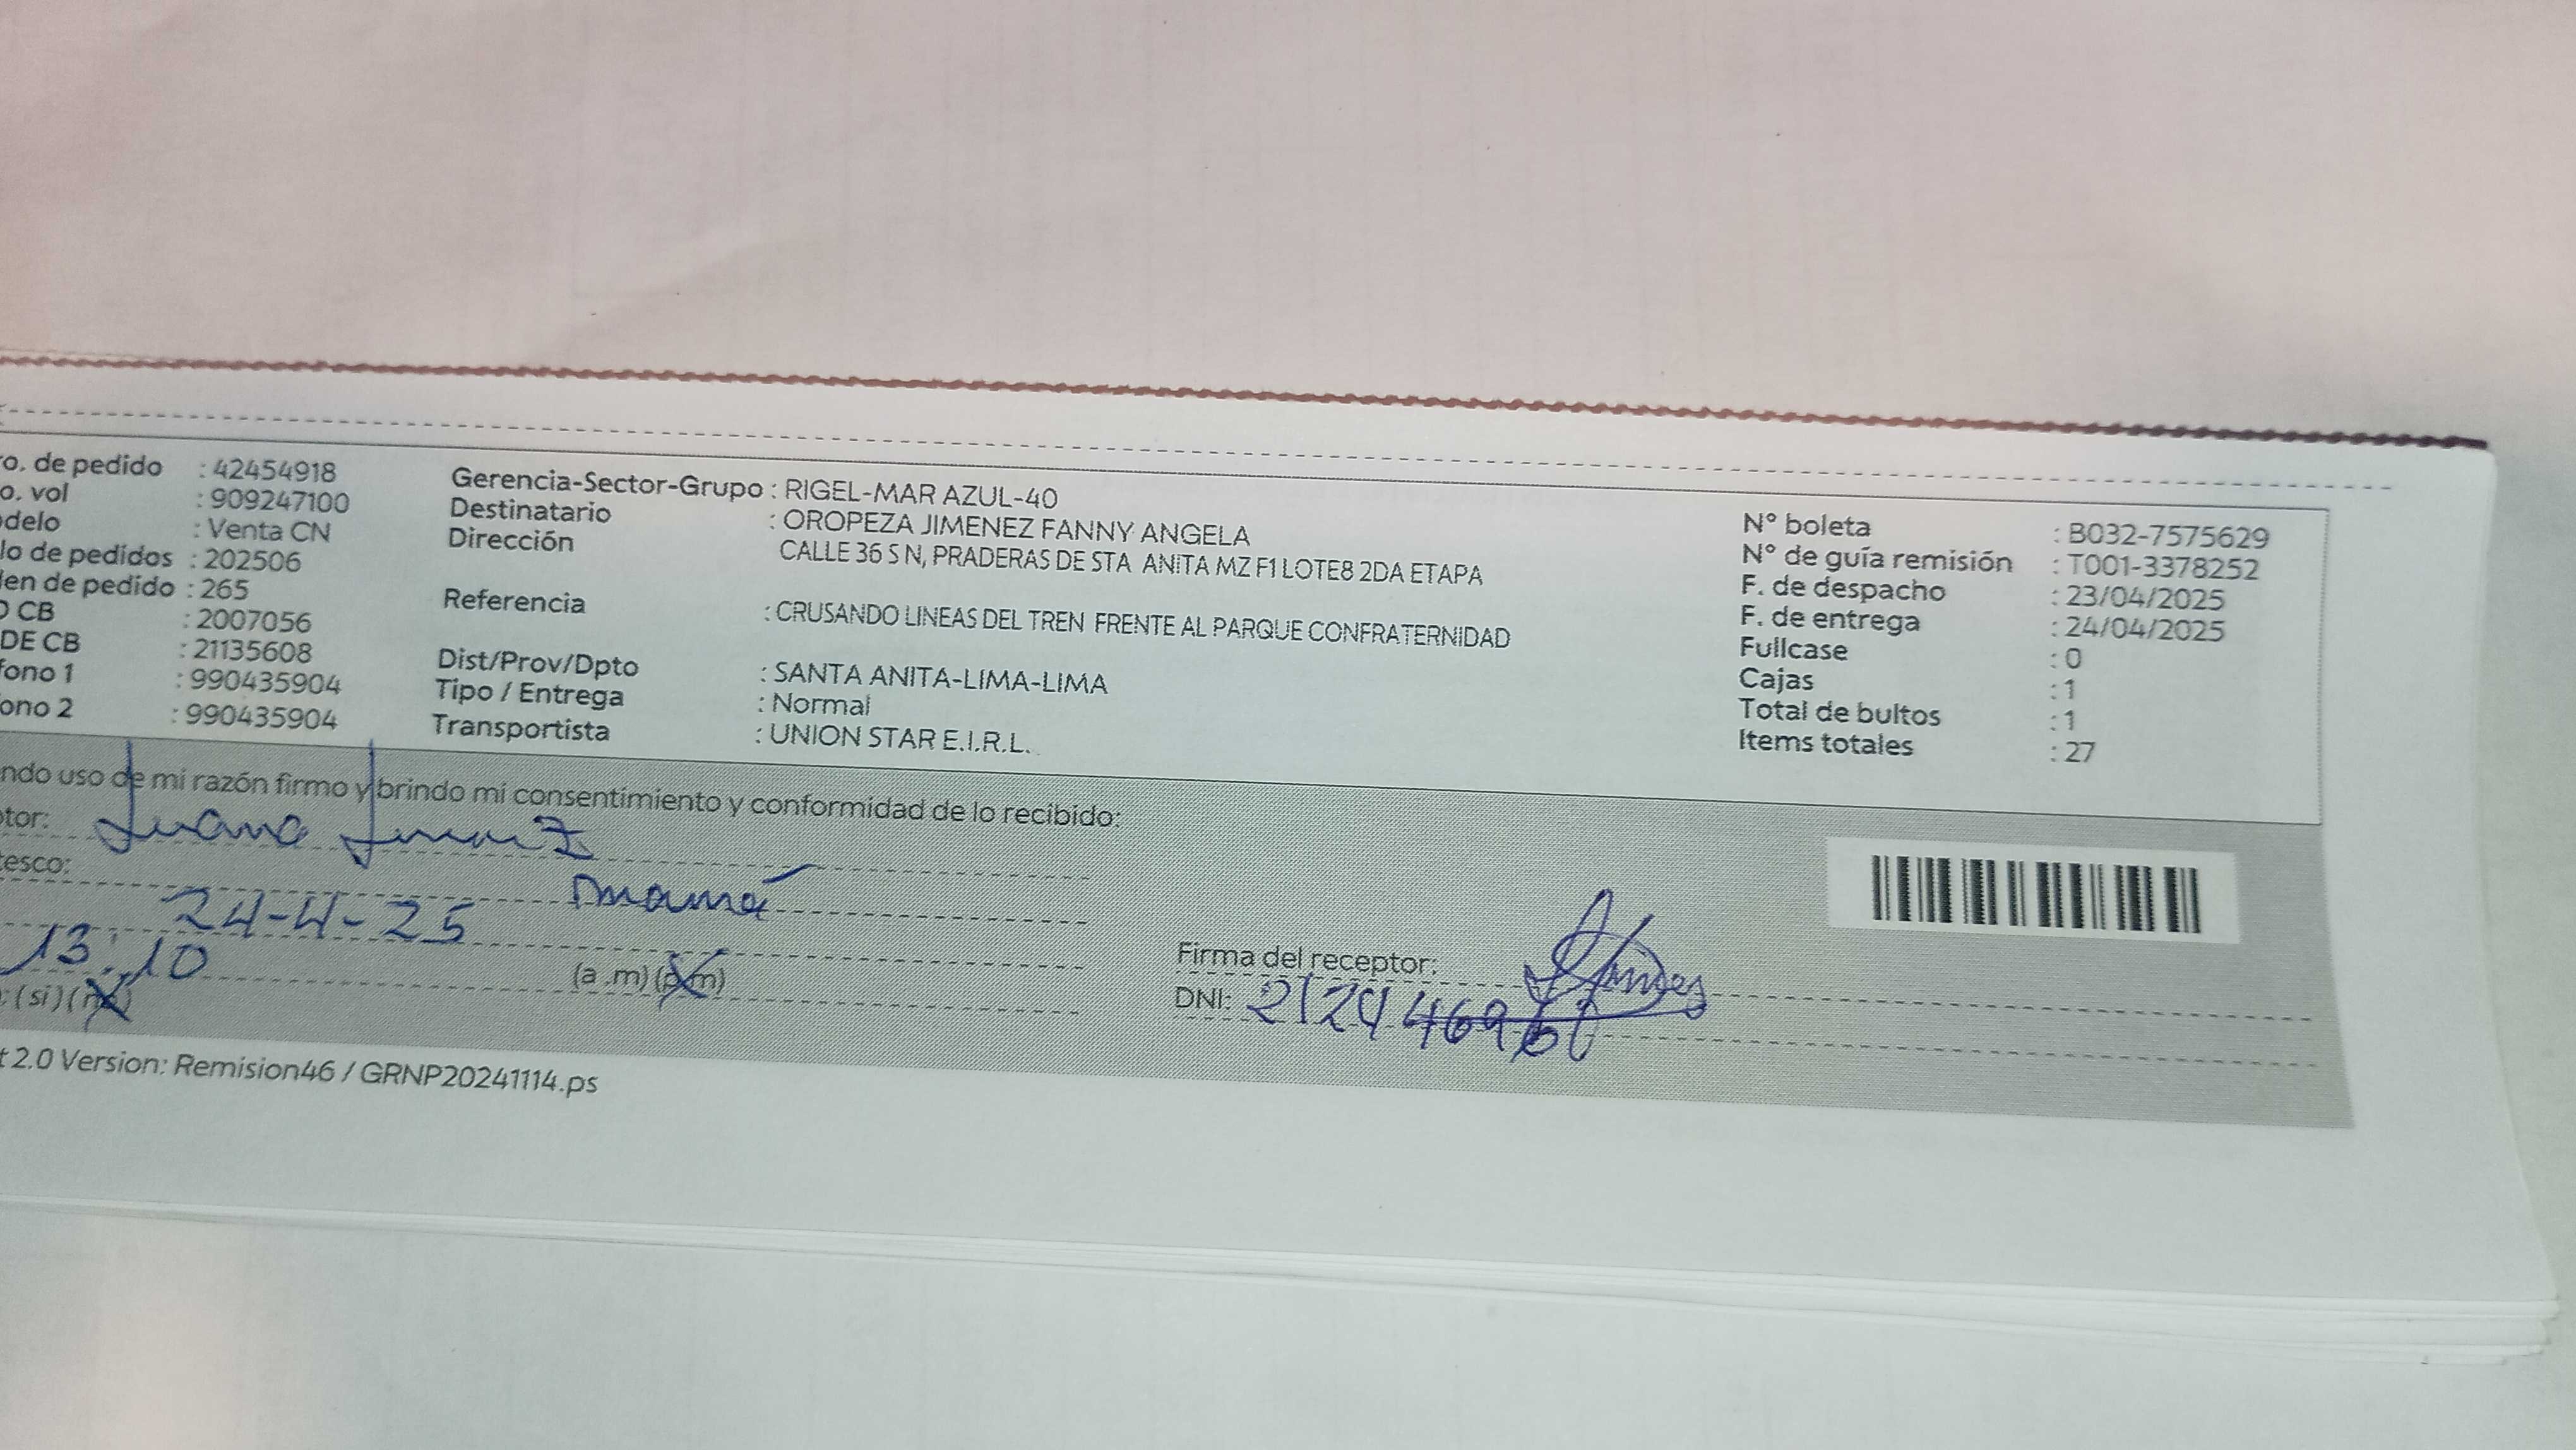 o. de pedido : 42454918
o. vol : 909247100
delo : Venta CN
lo de pedidos : 202506
en de pedido : 265
CB : 2007056
DE CB : 21135608
fono 1 : 990435904
ono 2 : 990435904
Gerencia-Sector-Grupo : RIGEL-MAR AZUL-40
Destinatario : OROPEZA JIMENEZ FANNY ANGELA
Dirección CALLE 36 S N, PRADERAS DE STA ANITA MZ F1 LOTE8 2DA ETAPA
Referencia : CRUSANDO LINEAS DEL TREN FRENTE AL PARQUE CONFRATERNIDAD
Dist/Prov/Dpto : SANTA ANITA-LIMA-LIMA
Tipo / Entrega : Normal
Transportista : UNION STAR E.I.R.L.
N° boleta : B032-7575629
N° de guía remisión : T001-3378252
F. de despacho : 23/04/2025
F. de entrega : 24/04/2025
Fullcase : 0
Cajas : 1
Total de bultos : 1
Items totales : 27
ndo uso de mi razón firmo y brindo mi consentimiento y conformidad de lo recibido:
tor: Juana
esco: mamá
24-4-25
13:10 (a .m) (p.m)
: (si) (no)
Firma del receptor:
DNI:
t 2.0 Version: Remision46 / GRNP20241114.ps